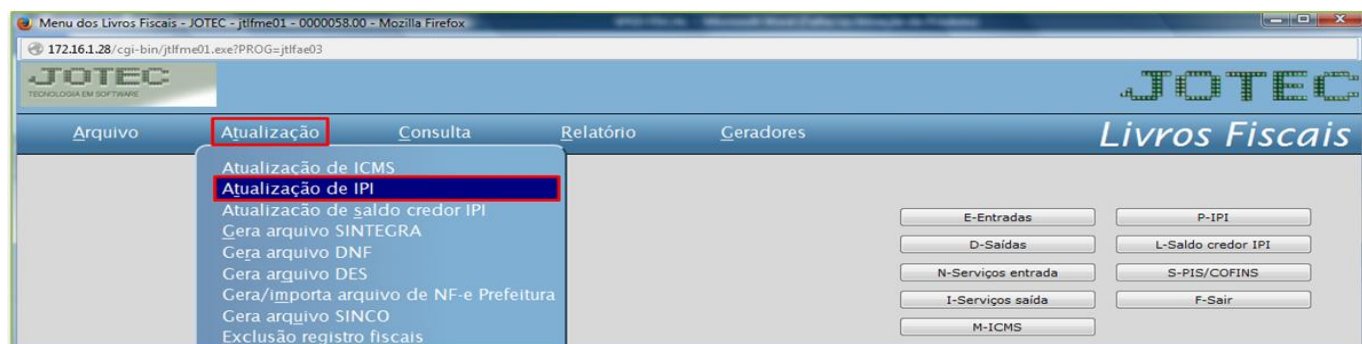 Menu dos Livros Fiscais - JOTEC - jtlfme01 - 0000058.00 - Mozilla Firefox
172.16.1.28/cgi-bin/jtlfme01.exe?PROG=jtlfae03
JOTEC
TECNOLOGIA EM SOFTWARE
JOTEC
Arquivo Atualização Consulta Relatório Geradores Livros Fiscais
Atualização de ICMS
Atualização de IPI
Atualizacão de saldo credor IPI
Gera arquivo SINTEGRA
Gera arquivo DNF
Gera arquivo DES
Gera/importa arquivo de NF-e Prefeitura
Gera arquivo SINCO
Exclusão registro fiscais
E-Entradas P-IPI
D-Saídas L-Saldo credor IPI
N-Serviços entrada S-PIS/COFINS
I-Serviços saída F-Sair
M-ICMS